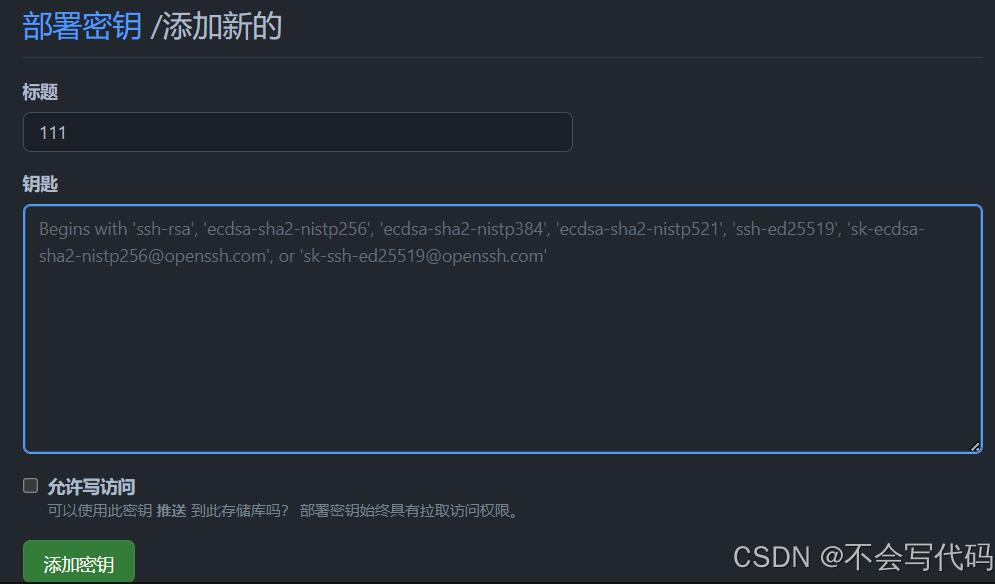 部署密钥 /添加新的
标题
111
钥匙
Begins with 'ssh-rsa', 'ecdsa-sha2-nistp256', 'ecdsa-sha2-nistp384', 'ecdsa-sha2-nistp521', 'ssh-ed25519', 'sk-ecdsa-
sha2-nistp256@openssh.com', or 'sk-ssh-ed25519@openssh.com'
允许写访问
可以使用此密钥 推送 到此存储库吗？ 部署密钥始终具有拉取访问权限。
添加密钥
CSDN @不会写代码